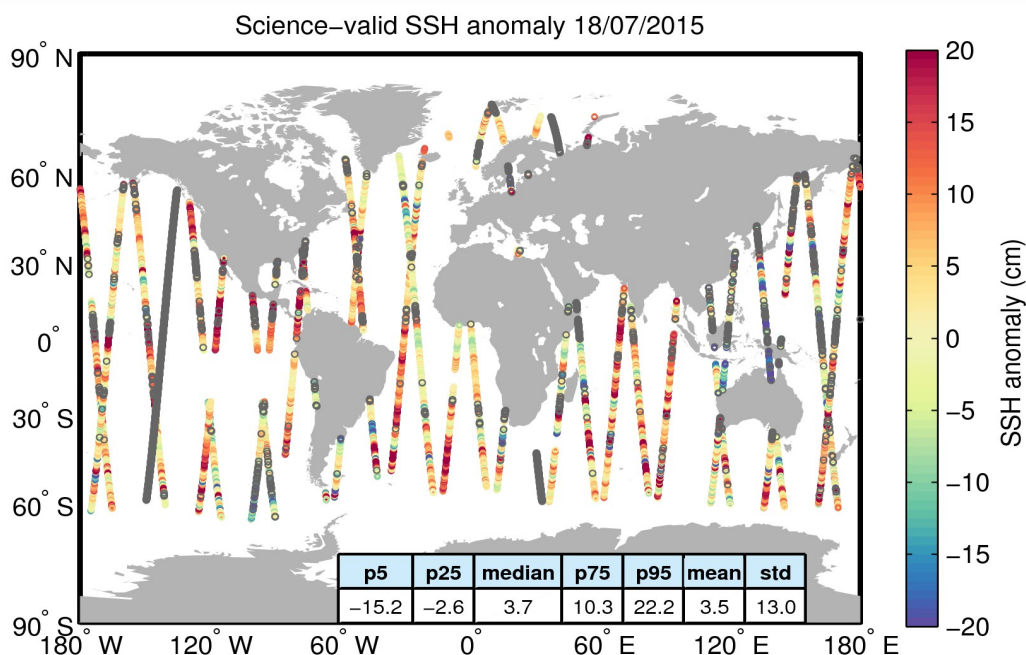 Science−valid SSH anomaly 18/07/2015
90° N
60° N
30° N
0°
30° S
60° S
90° S
180° W
120° W
60° W
0°
60° E
120° E
180° E
p5 p25 median p75 p95 mean std
−15.2 −2.6 3.7 10.3 22.2 3.5 13.0
20
15
10
5
0
−5
−10
−15
−20
SSH anomaly (cm)